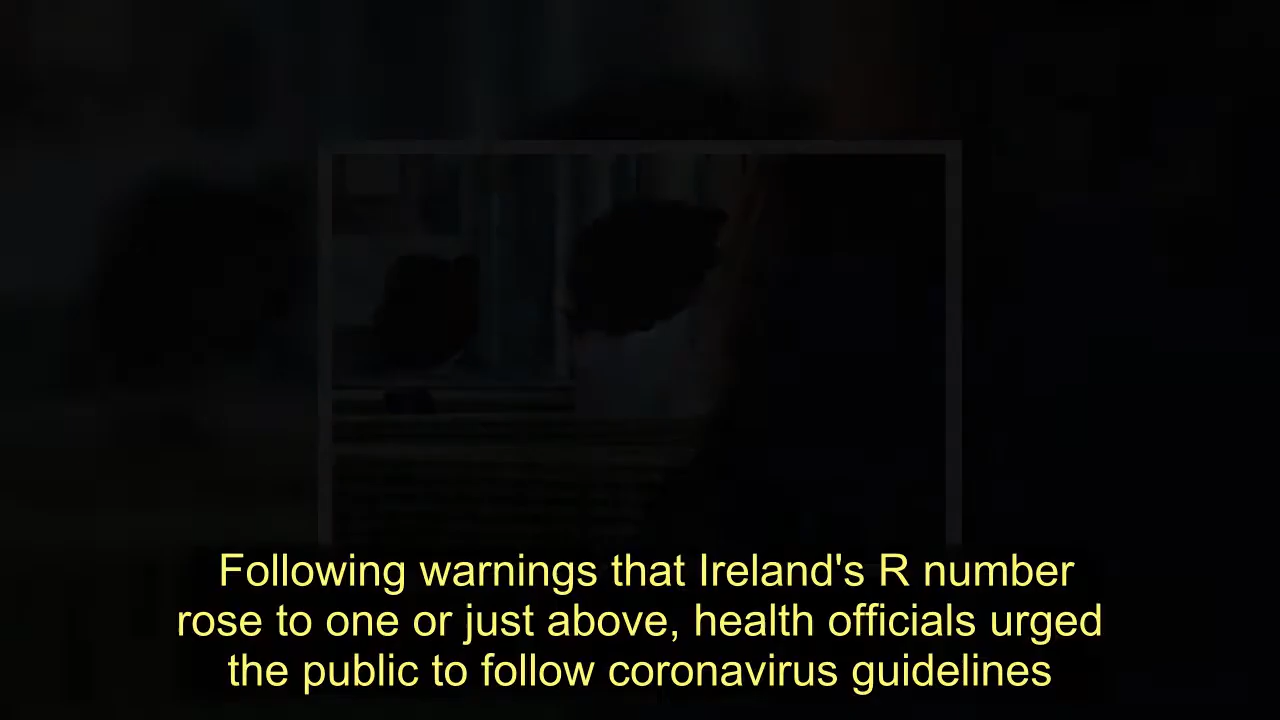 Following warnings that Ireland's R number
rose to one or just above, health officials urged
the public to follow coronavirus guidelines